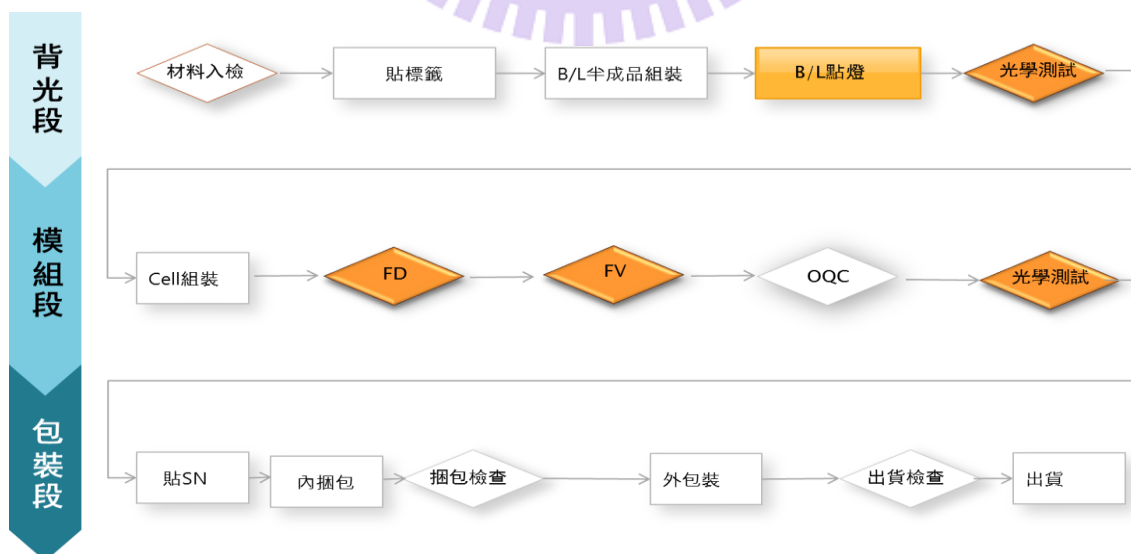 背光段
材料入檢
貼標籤
B/L半成品組裝
B/L點燈
光學測試
模組段
Cell組裝
FD
FV
OQC
光學測試
包裝段
貼SN
內捆包
捆包檢查
外包裝
出貨檢查
出貨